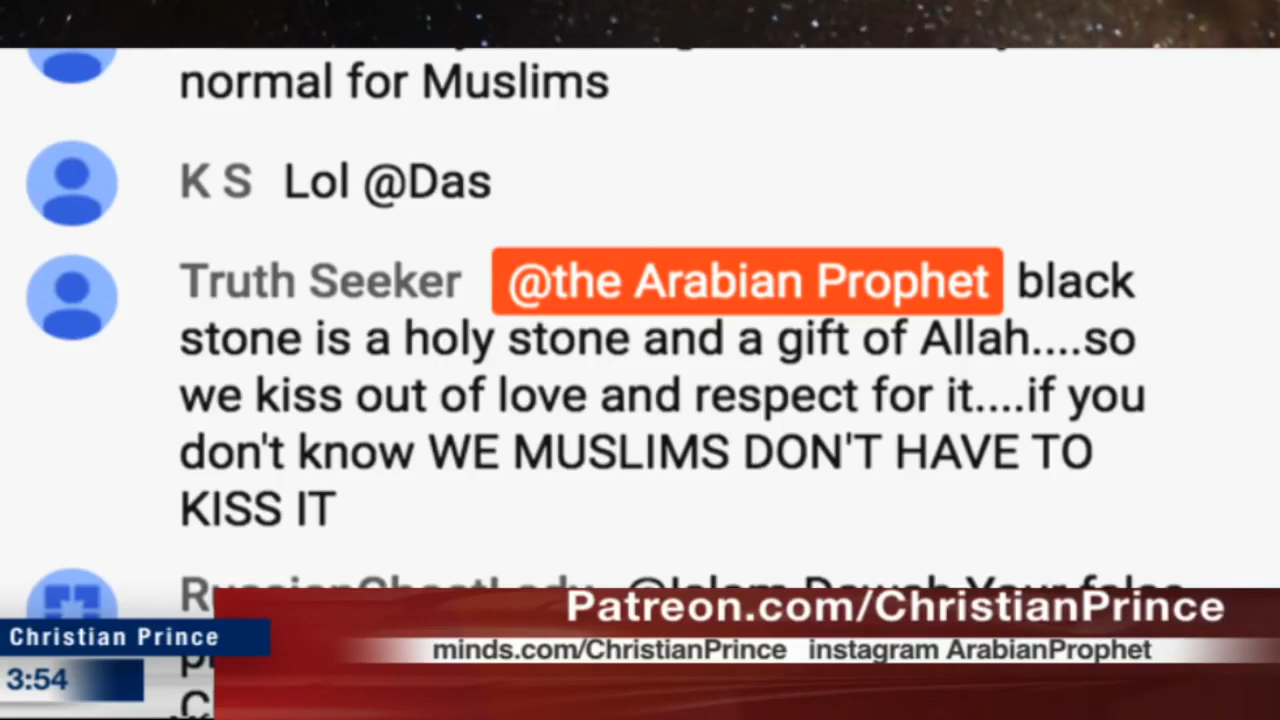 normal for Muslims
K S Lol @Das
Truth Seeker @the Arabian Prophet black
stone is a holy stone and a gift of Allah....so
we kiss out of love and respect for it....if you
don't know WE MUSLIMS DON'T HAVE TO
KISS IT
Patreon.com/ChristianPrince
Christian Prince
minds.com/ChristianPrince instagram ArabianProphet
3:54